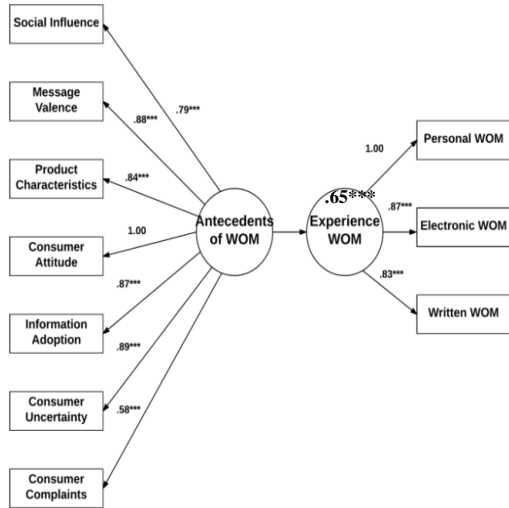 Social Influence
Message
Valence
Product
Characteristics
Consumer
Attitude
Information
Adoption
Consumer
Uncertainty
Consumer
Complaints
.79***
.88***
.84***
1.00
.87***
.89***
.58***
Antecedents
of WOM
.65***
Experience
WOM
1.00
.87***
.83***
Personal WOM
Electronic WOM
Written WOM